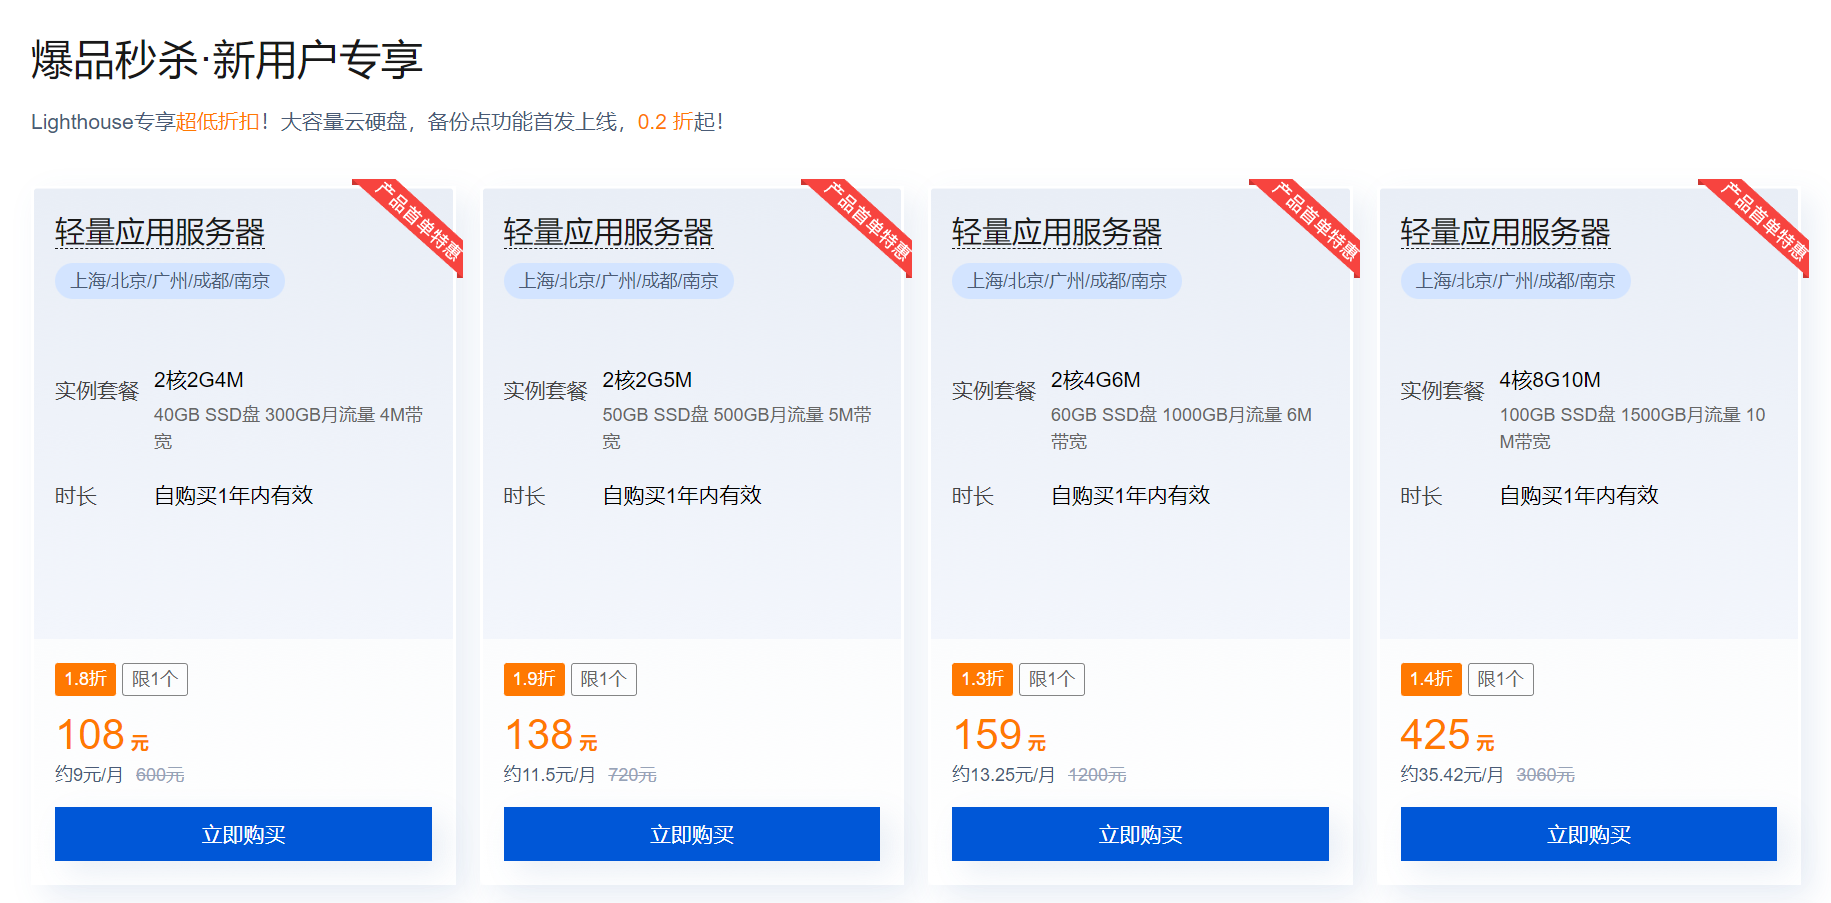 爆品秒杀·新用户专享
Lighthouse专享超低折扣！大容量云硬盘，备份点功能首发上线，0.2 折起！
产品首单特惠
轻量应用服务器
上海/北京/广州/成都/南京
实例套餐
2核2G4M
40GB SSD盘 300GB月流量 4M带
宽
时长
自购买1年内有效
1.8折
限1个
108元
约9元/月
600元
立即购买
产品首单特惠
轻量应用服务器
上海/北京/广州/成都/南京
实例套餐
2核2G5M
50GB SSD盘 500GB月流量 5M带
宽
时长
自购买1年内有效
1.9折
限1个
138元
约11.5元/月
720元
立即购买
产品首单特惠
轻量应用服务器
上海/北京/广州/成都/南京
实例套餐
2核4G6M
60GB SSD盘 1000GB月流量 6M
带宽
时长
自购买1年内有效
1.3折
限1个
159元
约13.25元/月
1200元
立即购买
产品首单特惠
轻量应用服务器
上海/北京/广州/成都/南京
实例套餐
4核8G10M
100GB SSD盘 1500GB月流量 10
M带宽
时长
自购买1年内有效
1.4折
限1个
425元
约35.42元/月
3060元
立即购买